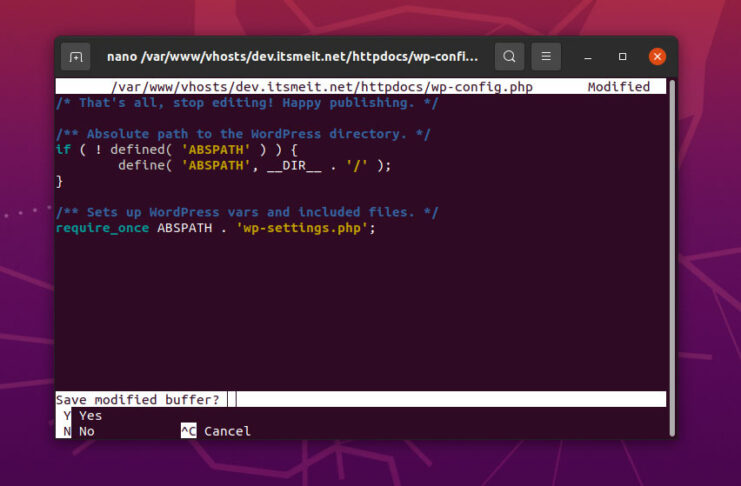 nano /var/www/vhosts/dev.itsmeit.net/httpdocs/wp-confi...
/var/www/vhosts/dev.itsmeit.net/httpdocs/wp-config.php Modified
/* That's all, stop editing! Happy publishing. */
/** Absolute path to the WordPress directory. */
if ( ! defined( 'ABSPATH' ) ) {
define( 'ABSPATH', __DIR__ . '/' );
}
/** Sets up WordPress vars and included files. */
require_once ABSPATH . 'wp-settings.php';
Save modified buffer?
Y Yes
N No ^C Cancel